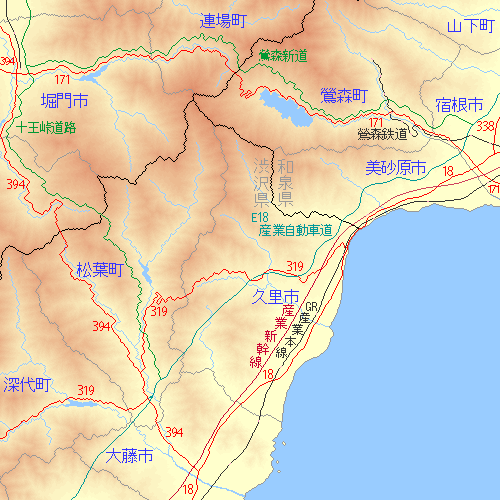 連場町
山下町
394
鶯森新道
171
堀門市
鶯森町
宿根市
十王峠道路
171
338
鶯森鉄道
美砂原市
和泉県
渋沢県
18
394
171
E18
産業自動車道
松葉町
319
久里市
319
GR産業本線
産業新幹線
394
深代町
319
18
394
大藤市
18